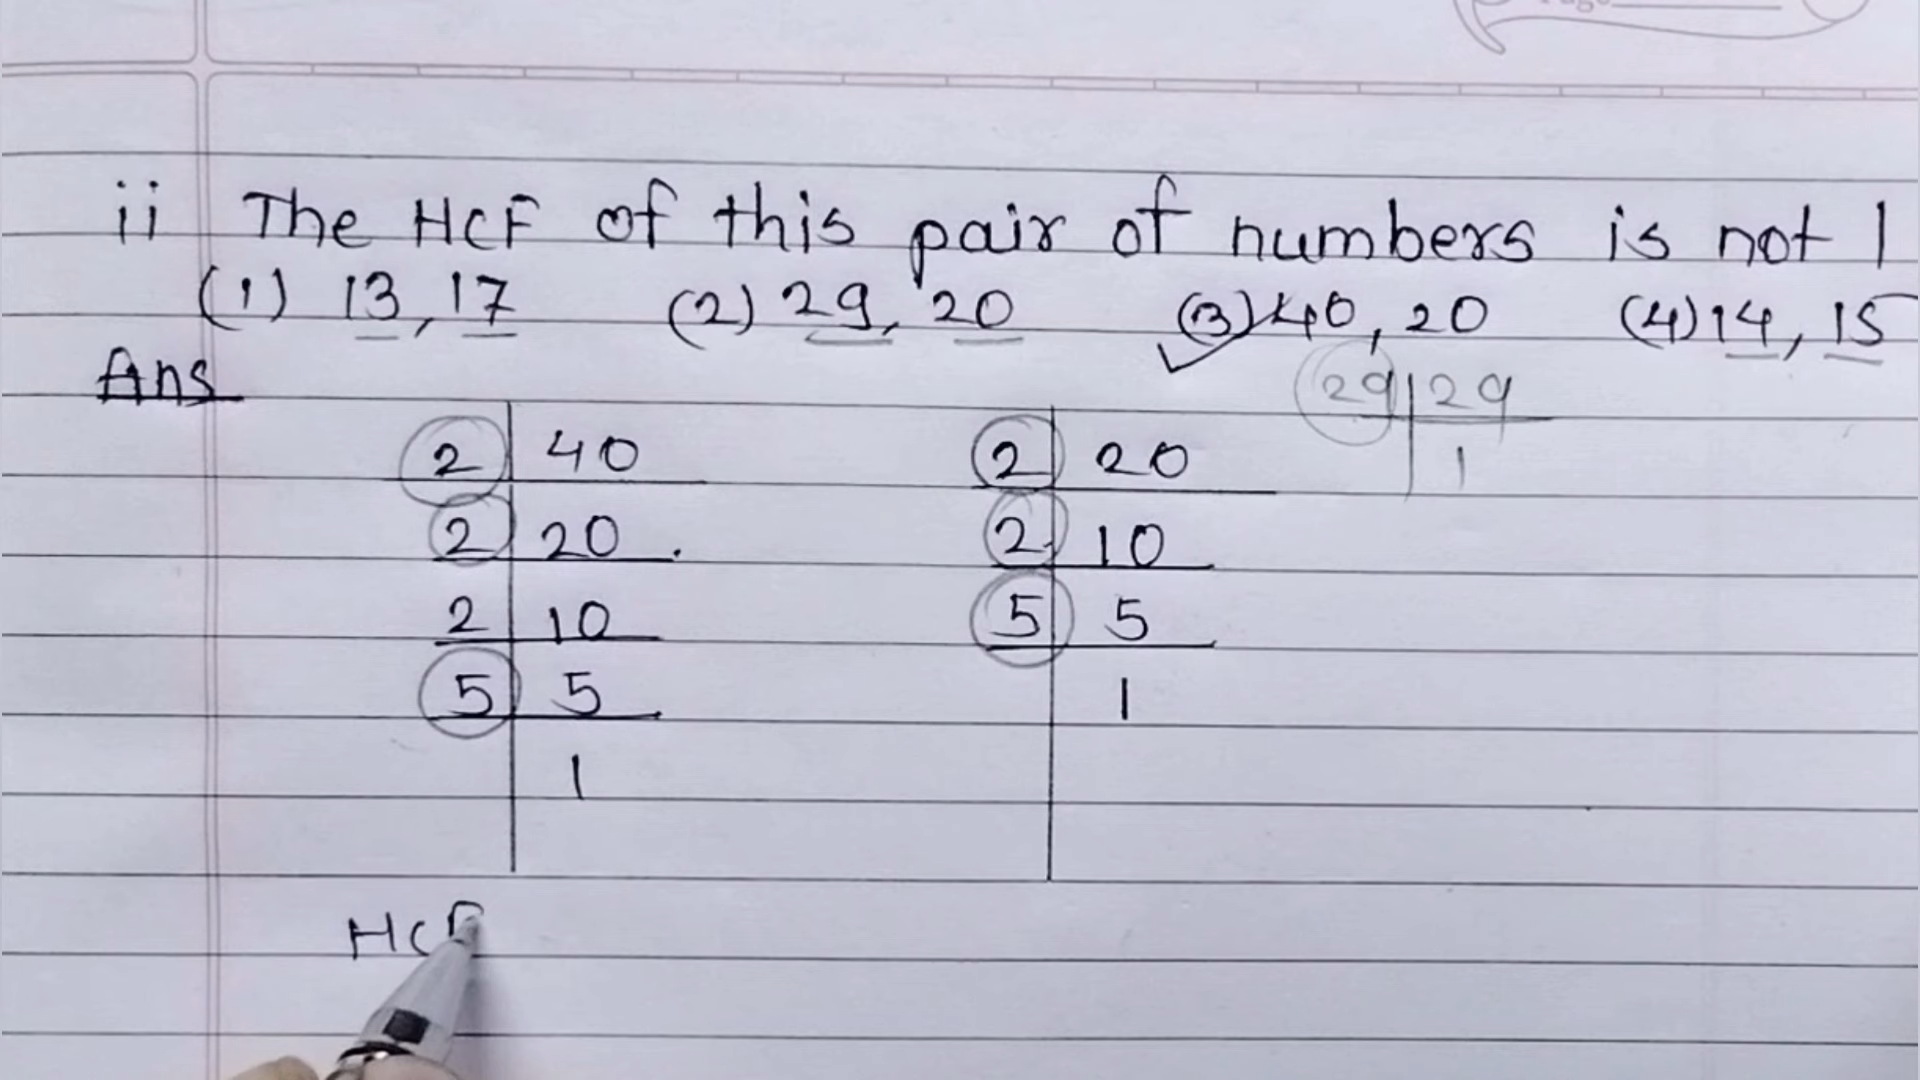 ii The HCF of this pair of numbers is not 1
(1) 13, 17 (2) 29, 20 (3) 40, 20 (4) 14, 15
Ans
29 | 29
1
2 | 40
2 | 20
2 | 10
5 | 5
1
2 | 20
2 | 10
5 | 5
1
HCF